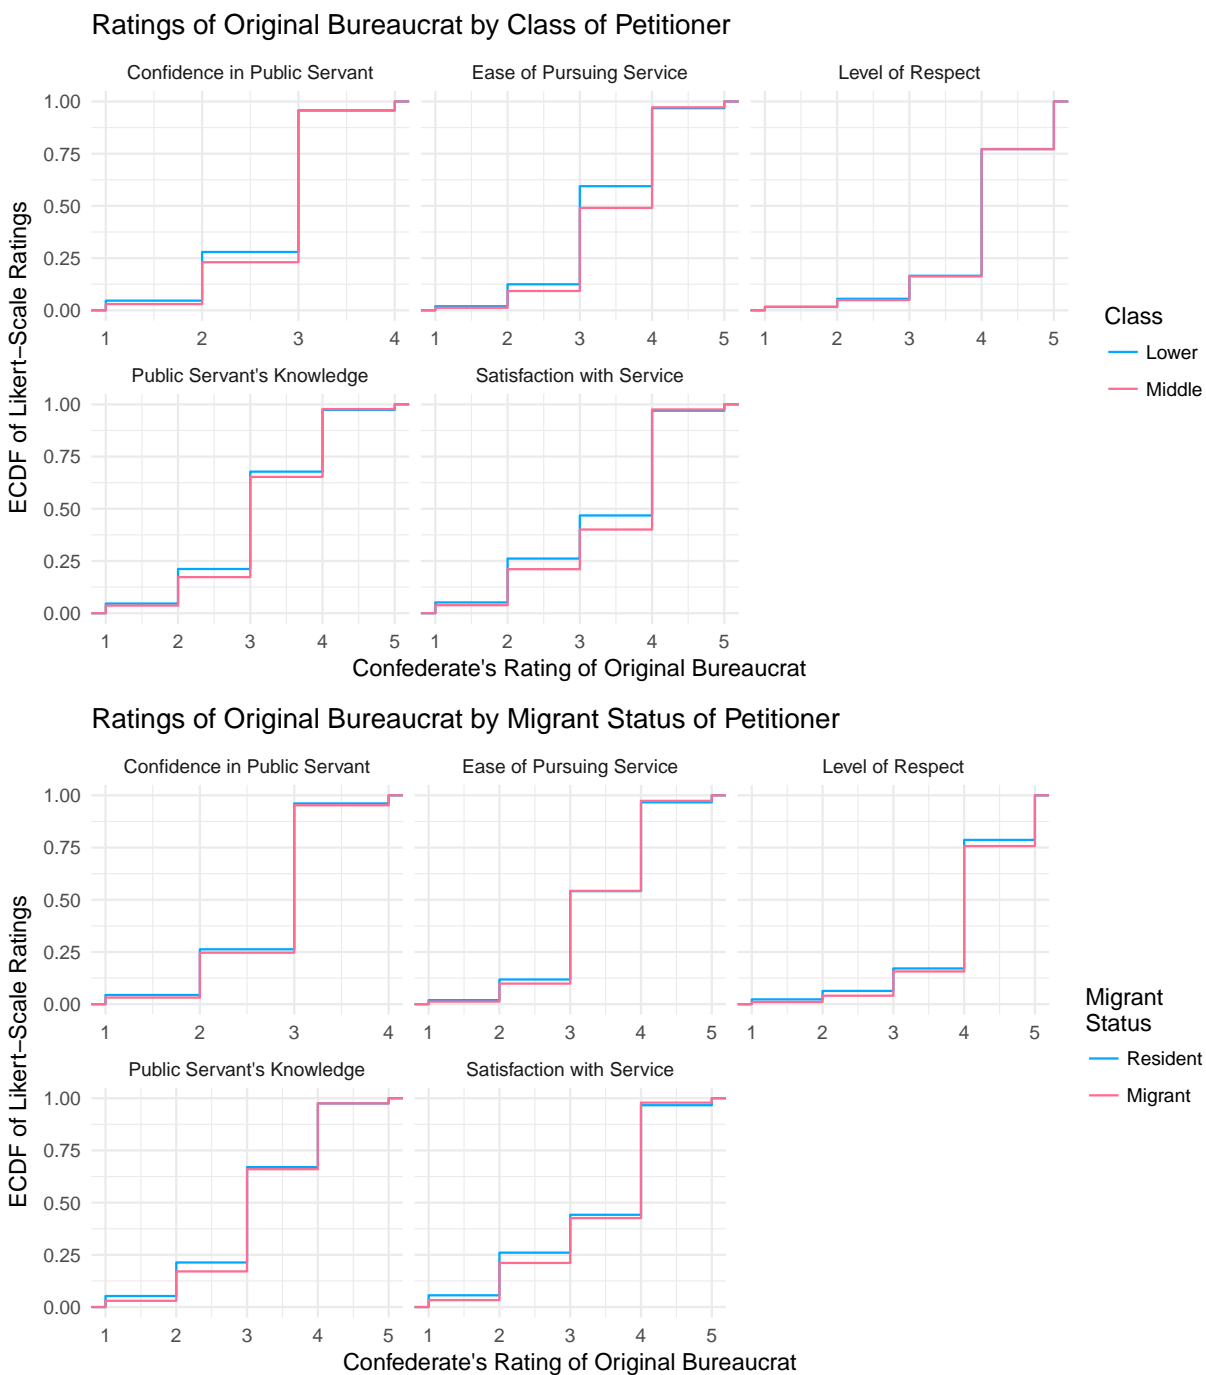 Ratings of Original Bureaucrat by Class of Petitioner
Confidence in Public Servant
Ease of Pursuing Service
Level of Respect
1.00
0.75
0.50
0.25
0.00
1 2 3 4
1 2 3 4 5
1 2 3 4 5
Public Servant's Knowledge
Satisfaction with Service
1.00
0.75
0.50
0.25
0.00
1 2 3 4 5
1 2 3 4 5
ECDF of Likert−Scale Ratings
Confederate's Rating of Original Bureaucrat
Class
Lower
Middle
Ratings of Original Bureaucrat by Migrant Status of Petitioner
Confidence in Public Servant
Ease of Pursuing Service
Level of Respect
1.00
0.75
0.50
0.25
0.00
1 2 3 4
1 2 3 4 5
1 2 3 4 5
Public Servant's Knowledge
Satisfaction with Service
1.00
0.75
0.50
0.25
0.00
1 2 3 4 5
1 2 3 4 5
ECDF of Likert−Scale Ratings
Confederate's Rating of Original Bureaucrat
Migrant
Status
Resident
Migrant